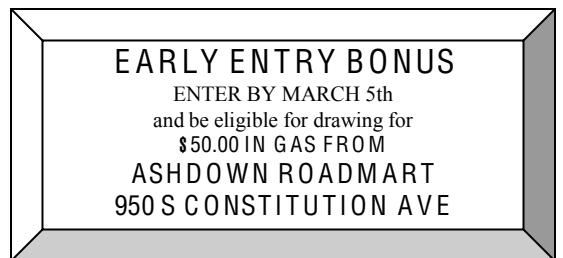 EARLY ENTRY BONUS
ENTER BY MARCH 5th
and be eligible for drawing for
$50.00 IN GAS FROM
ASHDOWN ROADMART
950 S CONSTITUTION AVE